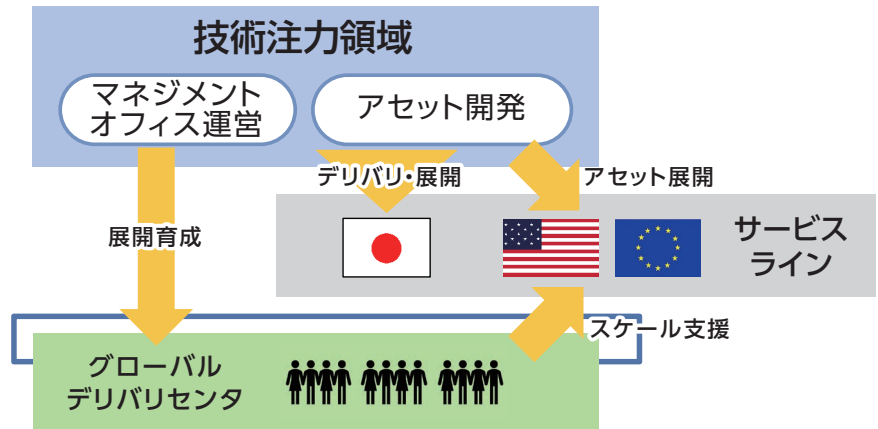 技術注力領域
マネジメント
オフィス運営
アセット開発
デリバリ・展開
アセット展開
展開育成
サービス
ライン
スケール支援
グローバル
デリバリセンタ